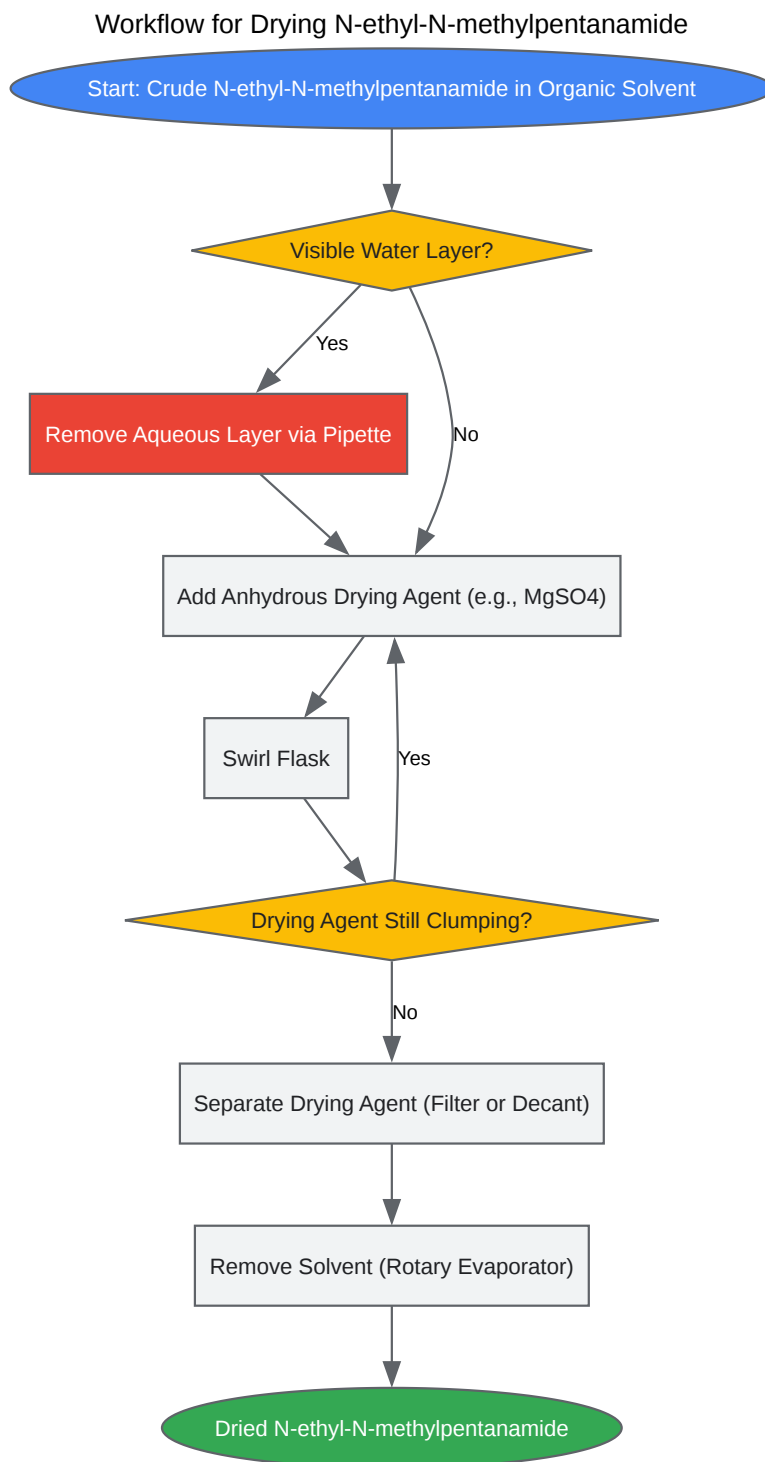 Workflow for Drying N-ethyl-N-methylpentanamide
Start: Crude N-ethyl-N-methylpentanamide in Organic Solvent
Visible Water Layer?
Yes
Remove Aqueous Layer via Pipette
No
Add Anhydrous Drying Agent (e.g., MgSO4)
Swirl Flask
Yes
Drying Agent Still Clumping?
No
Separate Drying Agent (Filter or Decant)
Remove Solvent (Rotary Evaporator)
Dried N-ethyl-N-methylpentanamide